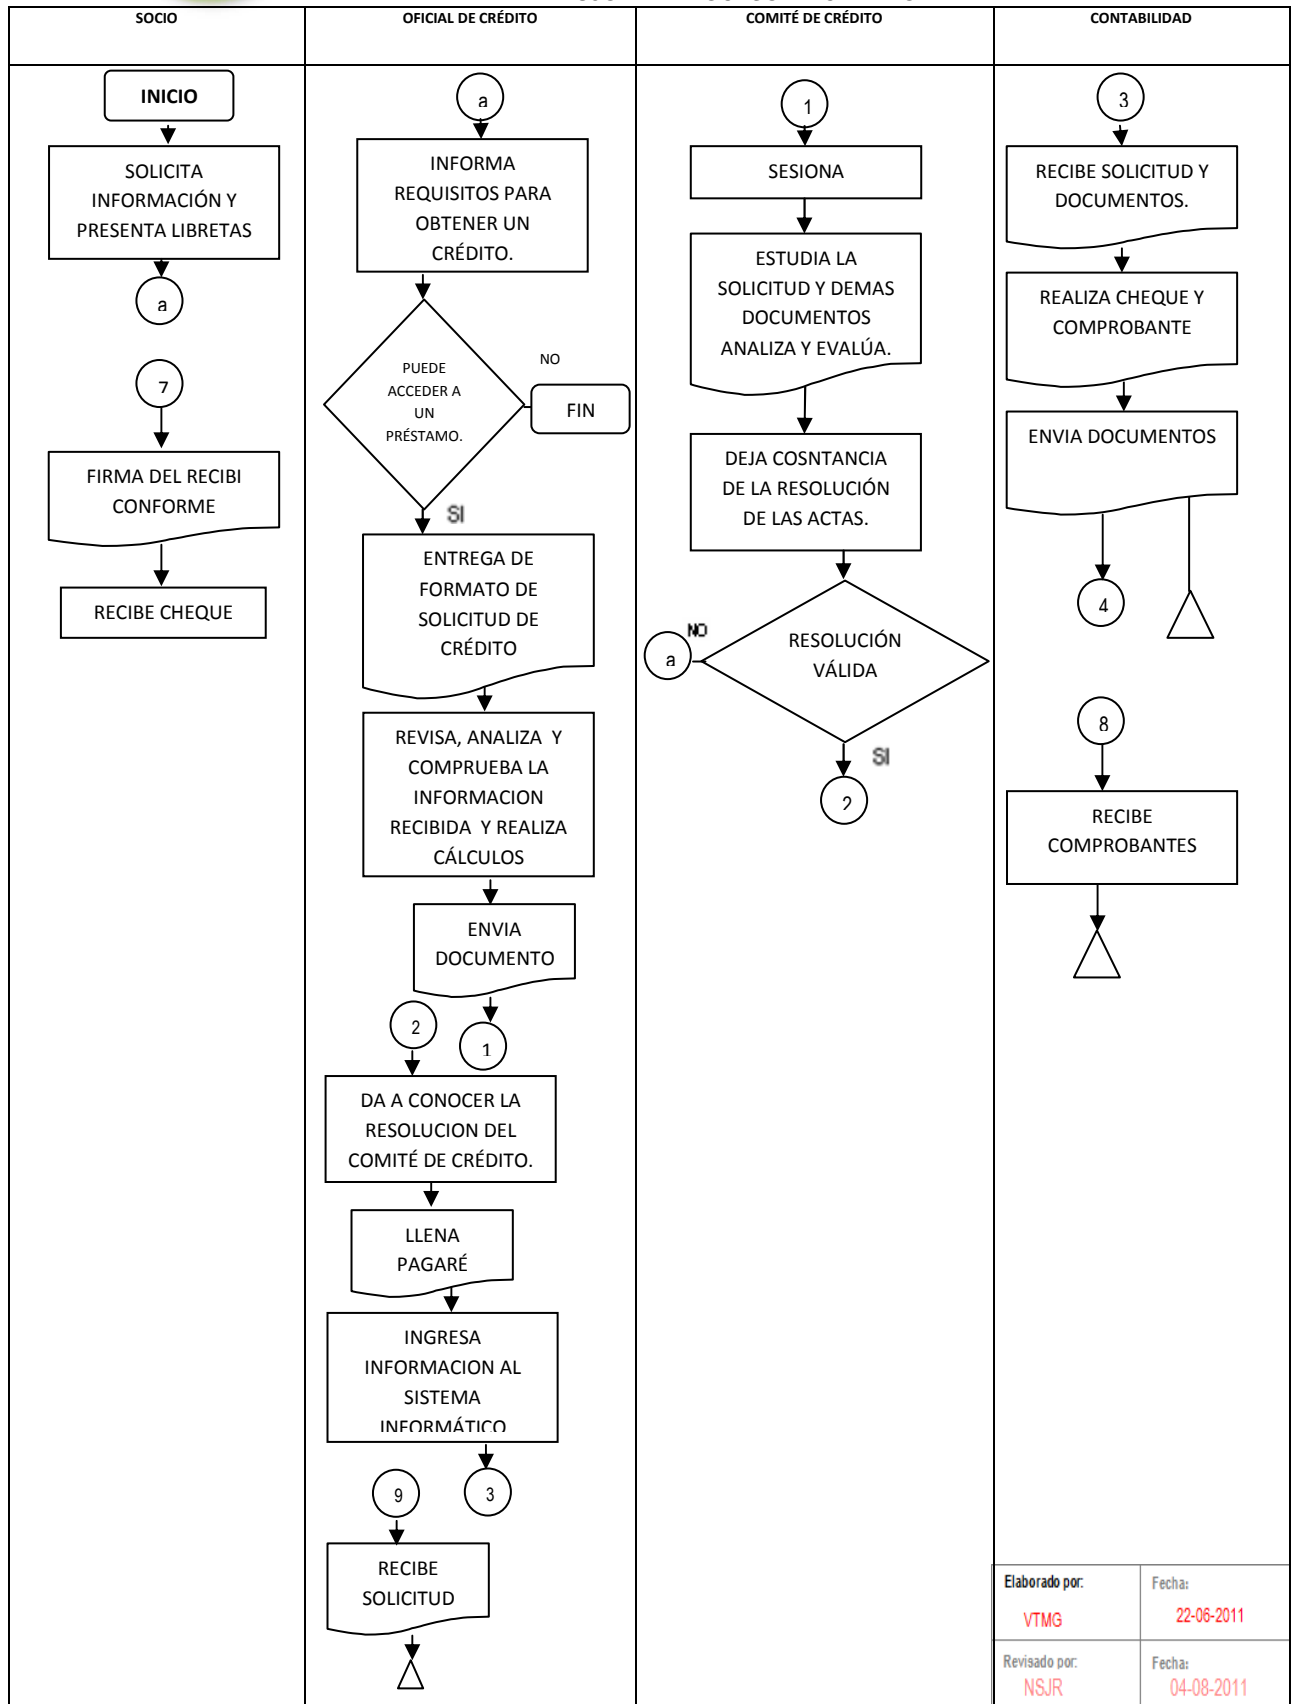 SOCIO
OFICIAL DE CRÉDITO
COMITÉ DE CRÉDITO
CONTABILIDAD
INICIO
SOLICITA
INFORMACIÓN Y
PRESENTA LIBRETAS
a
7
FIRMA DEL RECIBI
CONFORME
RECIBE CHEQUE
a
INFORMA
REQUISITOS PARA
OBTENER UN
CRÉDITO.
PUEDE
ACCEDER A
UN
PRÉSTAMO.
NO
FIN
SI
ENTREGA DE
FORMATO DE
SOLICITUD DE
CRÉDITO
REVISA, ANALIZA Y
COMPRUEBA LA
INFORMACION
RECIBIDA Y REALIZA
CÁLCULOS
ENVIA
DOCUMENTO
2
1
DA A CONOCER LA
RESOLUCION DEL
COMITÉ DE CRÉDITO.
LLENA
PAGARÉ
INGRESA
INFORMACION AL
SISTEMA
INFORMÁTICO
9
3
RECIBE
SOLICITUD
1
SESIONA
ESTUDIA LA
SOLICITUD Y DEMAS
DOCUMENTOS
ANALIZA Y EVALÚA.
DEJA COSNTANCIA
DE LA RESOLUCIÓN
DE LAS ACTAS.
NO
a
RESOLUCIÓN
VÁLIDA
SI
2
3
RECIBE SOLICITUD Y
DOCUMENTOS.
REALIZA CHEQUE Y
COMPROBANTE
ENVIA DOCUMENTOS
4
8
RECIBE
COMPROBANTES
Elaborado por:
VTMG
Fecha:
22-06-2011
Revisado por:
NSJR
Fecha:
04-08-2011